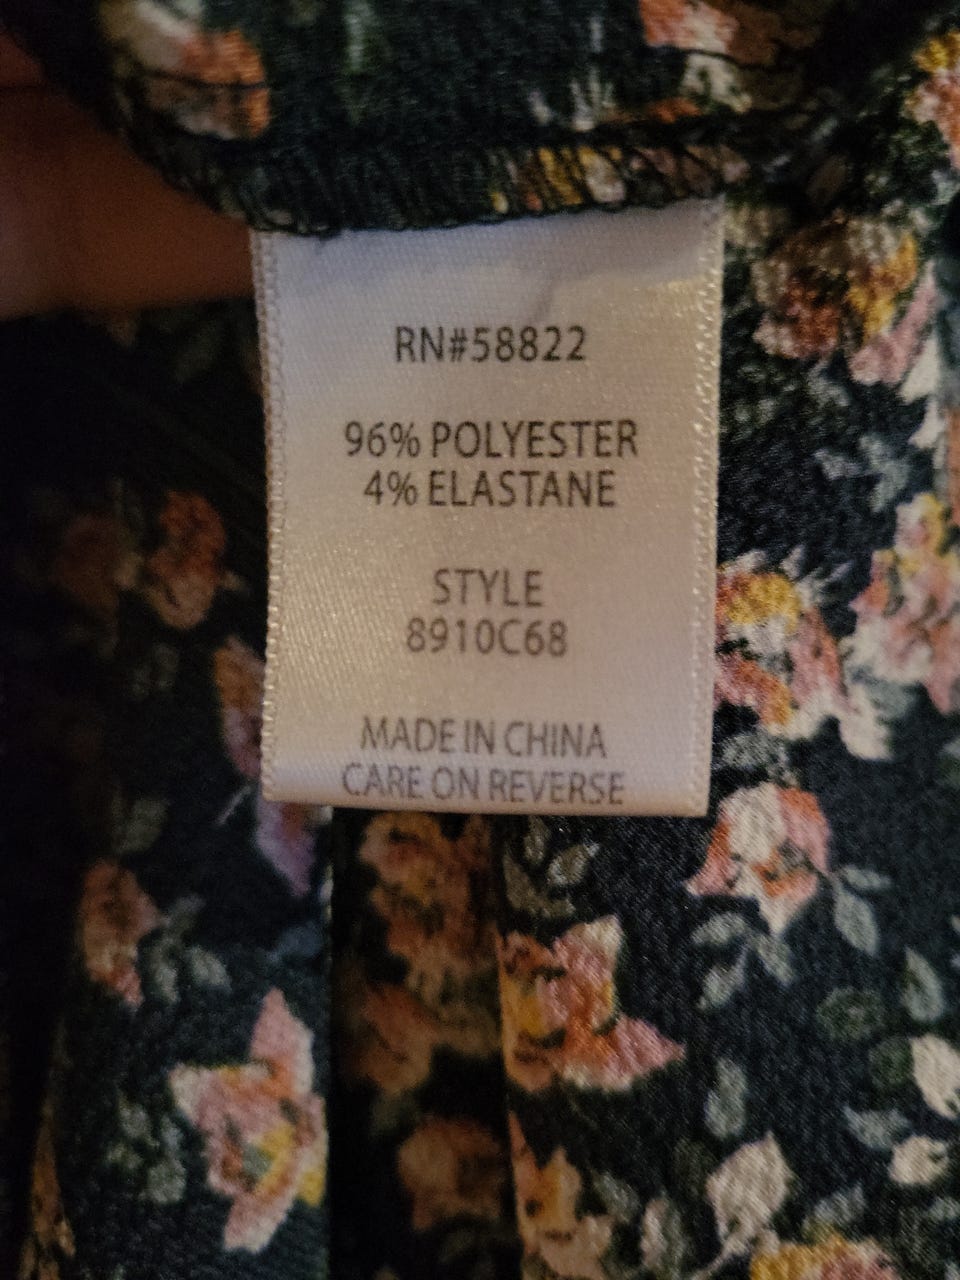 RN#58822
96% POLYESTER
4% ELASTANE
STYLE
8910C68
MADE IN CHINA
CARE ON REVERSE